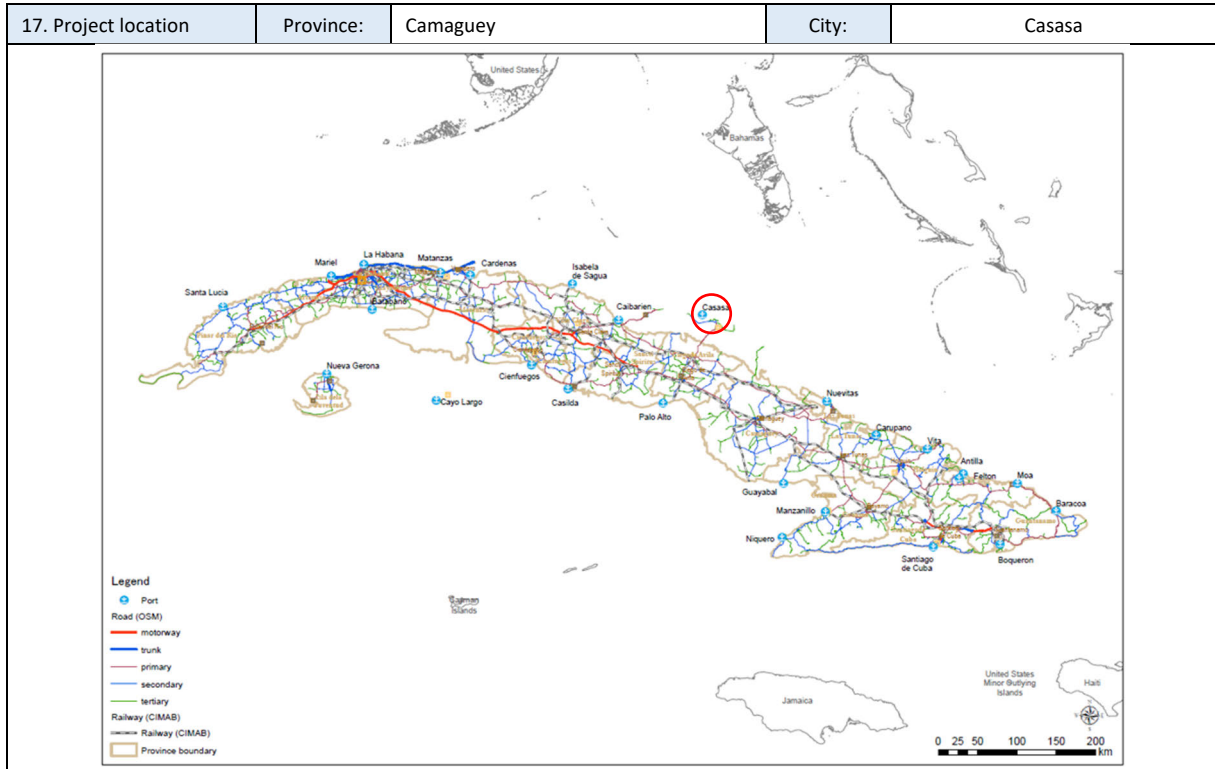 17. Project location Province: Camaguey City: Casasa
United States
Bahamas
La Habana
Mariel
Matanzas
Cardenas
Isabela
de Sagua
Santa Lucia
Caibarien
Casasa
Nueva Gerona
Cienfuegos
Cayo Largo
Casilda
Palo Alto
Nuevitas
Carupano
Vita
Antilla
Felton
Moa
Guayabal
Manzanillo
Baracoa
Niquero
Santiago
de Cuba
Boqueron
Legend
Port
Road (OSM)
motorway
trunk
primary
secondary
tertiary
Railway (CIMAB)
Railway (CIMAB)
Province boundary
Islands
United States
Minor Outlying
Islands
Haiti
Jamaica
0 25 50 100 150 200
km